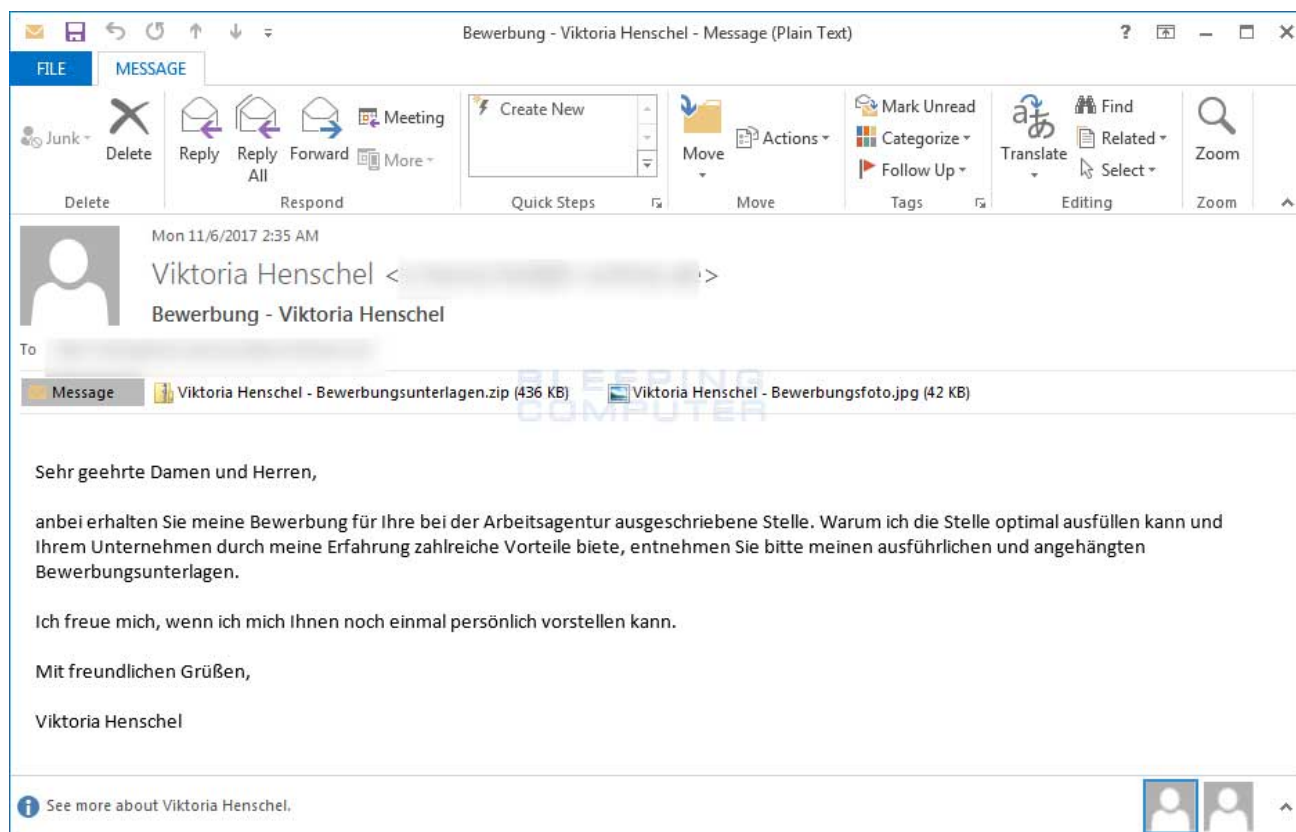 Bewerbung - Viktoria Henschel - Message (Plain Text)
?
FILE MESSAGE
Junk
Delete
Reply
Reply All
Forward
Meeting
More
Create New
Move
Actions
Mark Unread
Categorize
Follow Up
Translate
Find
Related
Select
Zoom
Delete Respond Quick Steps Move Tags Editing Zoom
Mon 11/6/2017 2:35 AM
Viktoria Henschel < >
Bewerbung - Viktoria Henschel
To
Message Viktoria Henschel - Bewerbungsunterlagen.zip (436 KB) Viktoria Henschel - Bewerbungsfoto.jpg (42 KB)
BLEEPING
COMPUTER
Sehr geehrte Damen und Herren,
anbei erhalten Sie meine Bewerbung für Ihre bei der Arbeitsagentur ausgeschriebene Stelle. Warum ich die Stelle optimal ausfüllen kann und
Ihrem Unternehmen durch meine Erfahrung zahlreiche Vorteile biete, entnehmen Sie bitte meinen ausführlichen und angehängten
Bewerbungsunterlagen.
Ich freue mich, wenn ich mich Ihnen noch einmal persönlich vorstellen kann.
Mit freundlichen Grüßen,
Viktoria Henschel
See more about Viktoria Henschel.